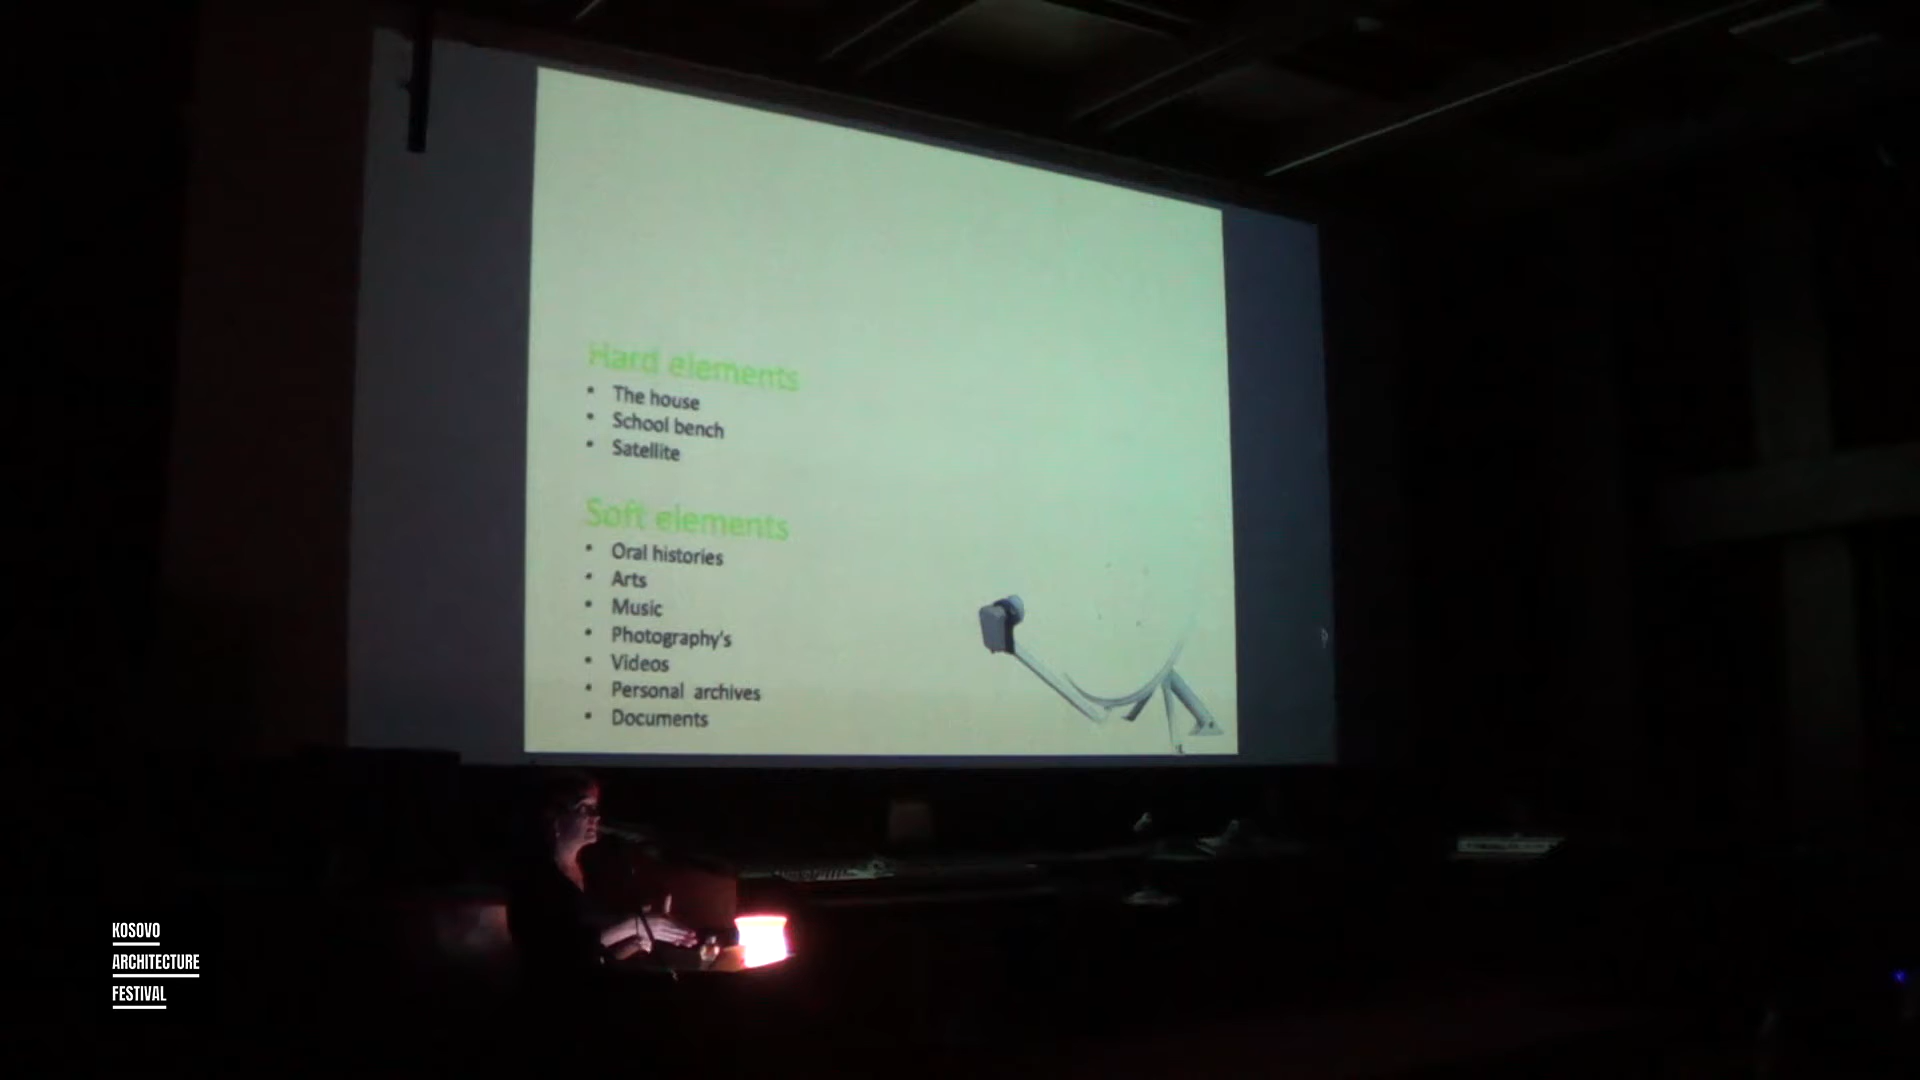 Hard elements
• The house
• School bench
• Satellite
Soft elements
• Oral histories
• Arts
• Music
• Photography's
• Videos
• Personal archives
• Documents
KOSOVO
ARCHITECTURE
FESTIVAL